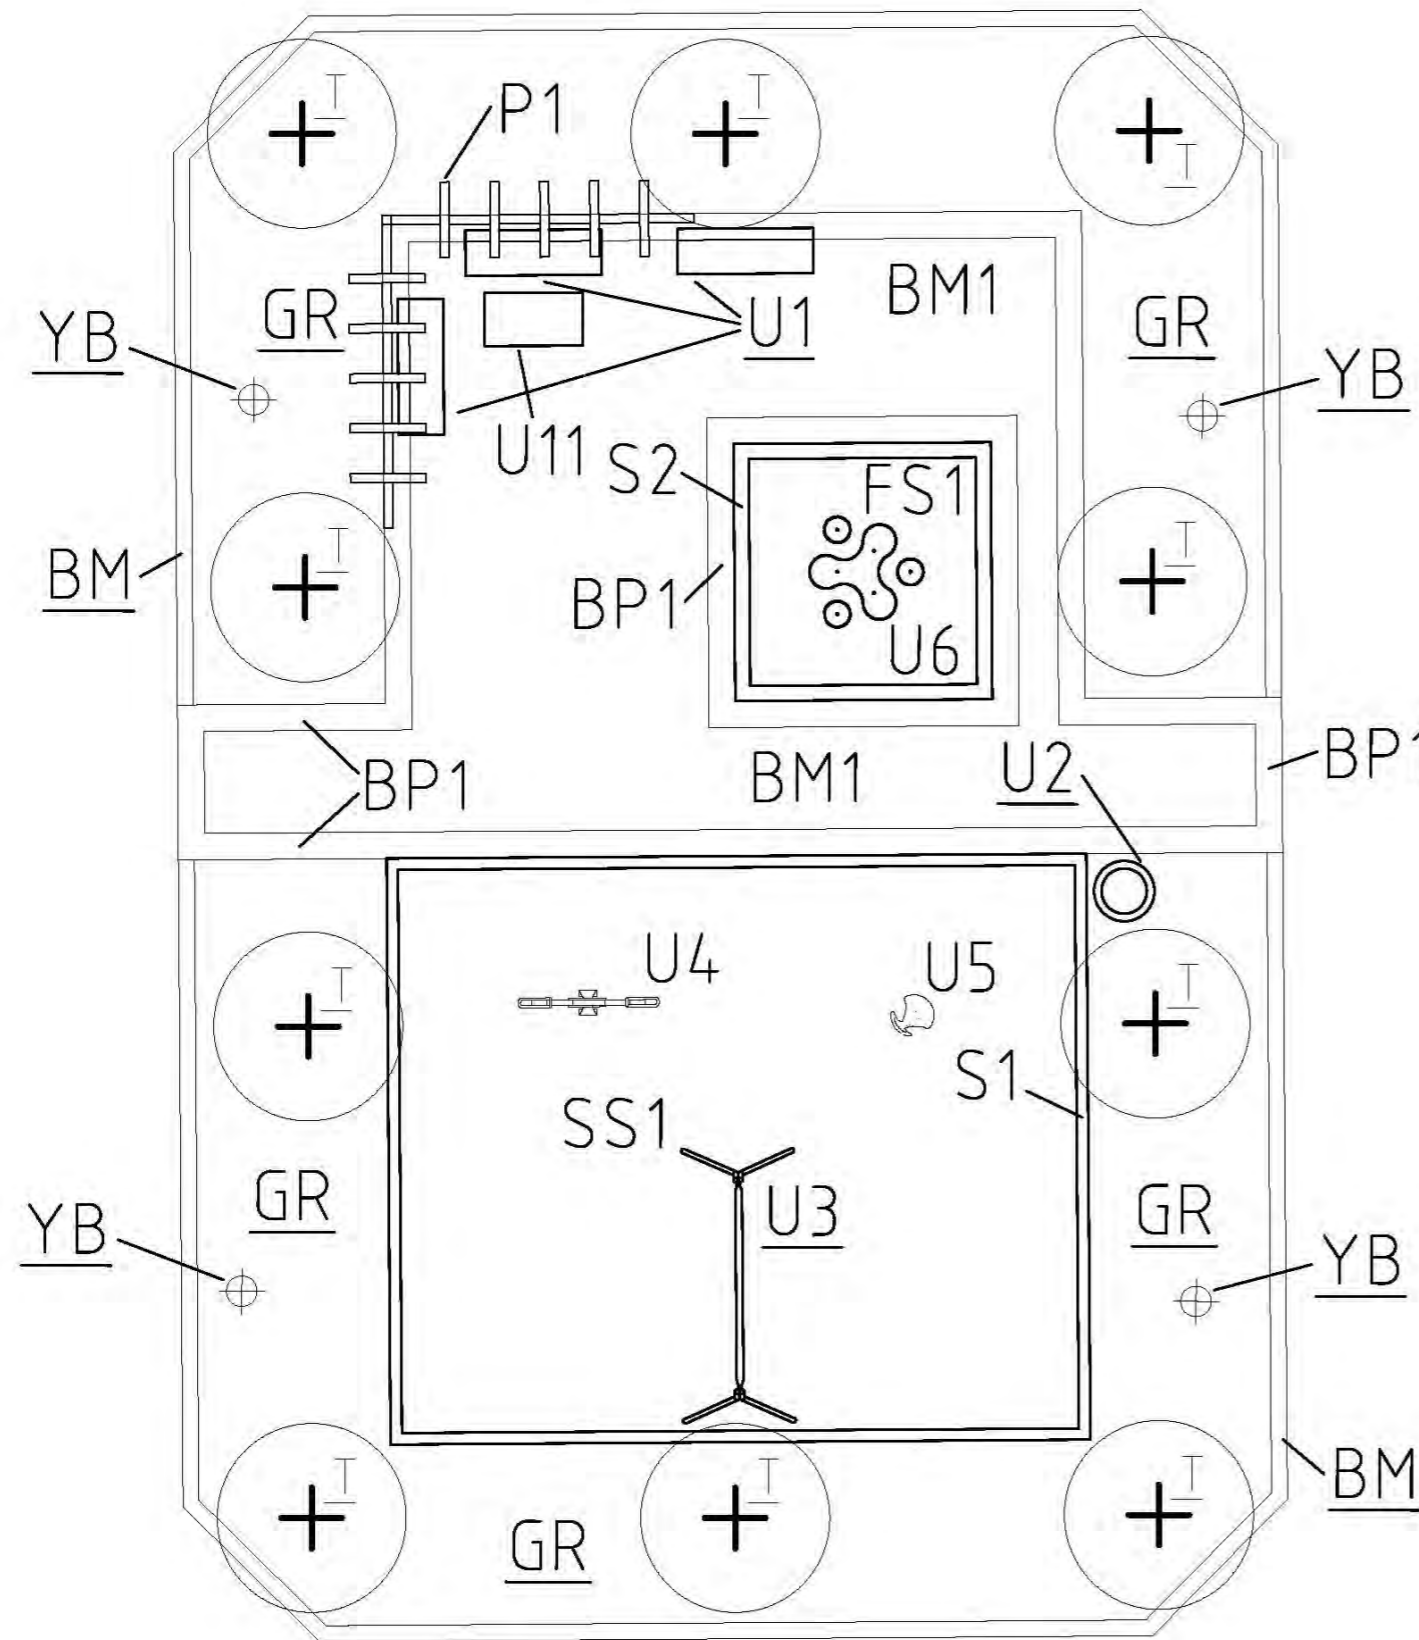 T T T
P1
BM1
GR U1 GR
YB YB
U11 S2 FS1
T T
BM BP1
U6
BP1 BM1 U2 BP1
U4 U5
T T
SS1 S1
GR U3 GR
YB YB
T T T
BM
GR